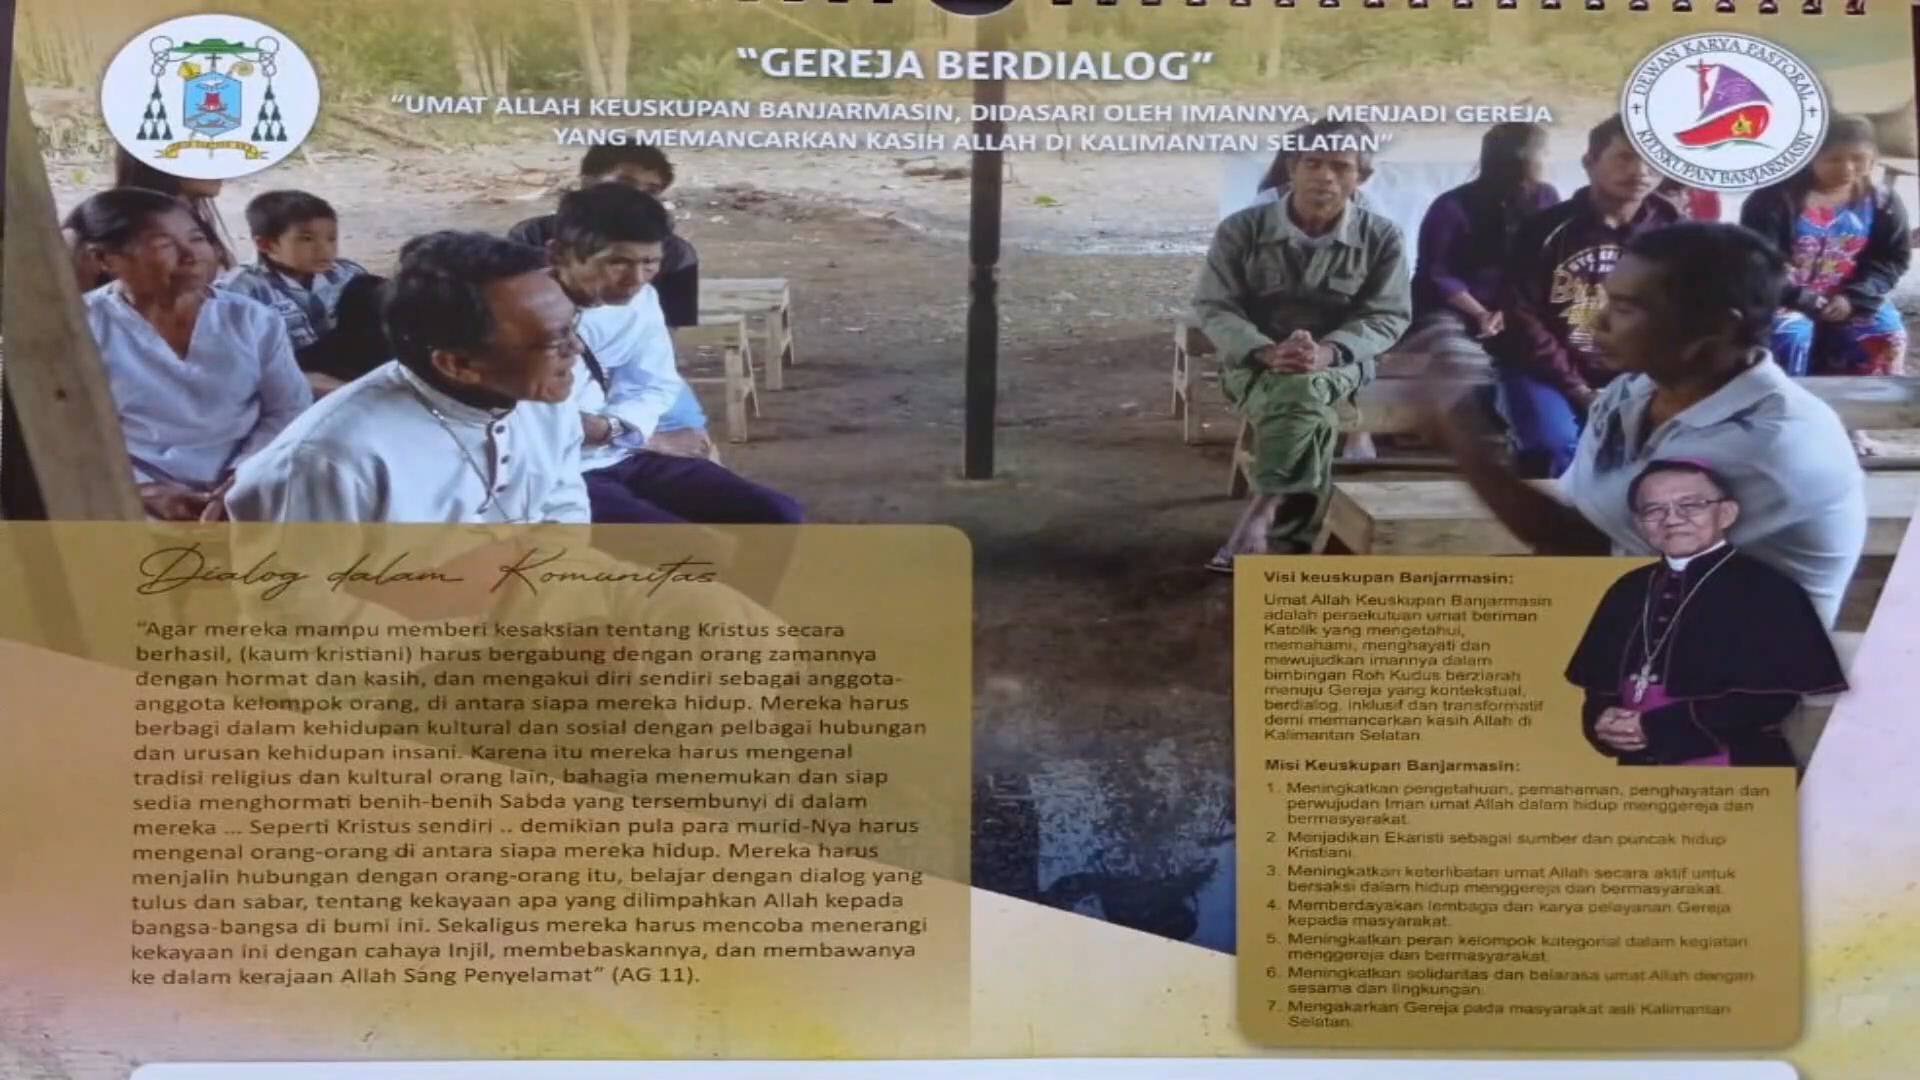 "GEREJA BERDIALOG"
"UMAT ALLAH KEUSKUPAN BANJARMASIN, DIDASARI OLEH IMANNYA, MENJADI GEREJA
YANG MEMANCARKAN KASIH ALLAH DI KALIMANTAN SELATAN"
DEWAN KARYA PASTORAL
KEUSKUPAN BANJARMASIN
Dialog dalam Komunitas
"Agar mereka mampu memberi kesaksian tentang Kristus secara
berhasil, (kaum kristiani) harus bergabung dengan orang zamannya
dengan hormat dan kasih, dan mengakui diri sendiri sebagai anggota-
anggota kelompok orang, di antara siapa mereka hidup. Mereka harus
berbagi dalam kehidupan kultural dan sosial dengan pelbagai hubungan
dan urusan kehidupan insani. Karena itu mereka harus mengenal
tradisi religius dan kultural orang lain, bahagia menemukan dan siap
sedia menghormati benih-benih Sabda yang tersembunyi di dalam
mereka ... Seperti Kristus sendiri .. demikian pula para murid-Nya harus
mengenal orang-orang di antara siapa mereka hidup. Mereka harus
menjalin hubungan dengan orang-orang itu, belajar dengan dialog yang
tulus dan sabar, tentang kekayaan apa yang dilimpahkan Allah kepada
bangsa-bangsa di bumi ini. Sekaligus mereka harus mencoba menerangi
kekayaan ini dengan cahaya Injil, membebaskannya, dan membawanya
ke dalam kerajaan Allah Sang Penyelamat" (AG 11).
Visi keuskupan Banjarmasin:
Umat Allah Keuskupan Banjarmasin
adalah persekutuan umat beriman
Katolik yang mengetahui,
memahami, menghayati dan
mewujudkan imannya dalam
bimbingan Roh Kudus berziarah
menuju Gereja yang kontekstual,
berdialog, inklusif dan transformatif
demi memancarkan kasih Allah di
Kalimantan Selatan.
Misi Keuskupan Banjarmasin:
1. Meningkatkan pengetahuan, pemahaman, penghayatan dan
perwujudan Iman umat Allah dalam hidup menggereja dan
bermasyarakat.
2. Menjadikan Ekaristi sebagai sumber dan puncak hidup
Kristiani.
3. Meningkatkan keterlibatan umat Allah secara aktif untuk
bersaksi dalam hidup menggereja dan bermasyarakat.
4. Memberdayakan lembaga dan karya pelayanan Gereja
kepada masyarakat.
5. Meningkatkan peran kelompok kategorial dalam kegiatan
menggereja dan bermasyarakat.
6. Meningkatkan solidaritas dan belarasa umat Allah dengan
sesama dan lingkungan.
7. Mengakarkan Gereja pada masyarakat asli Kalimantan
Selatan.